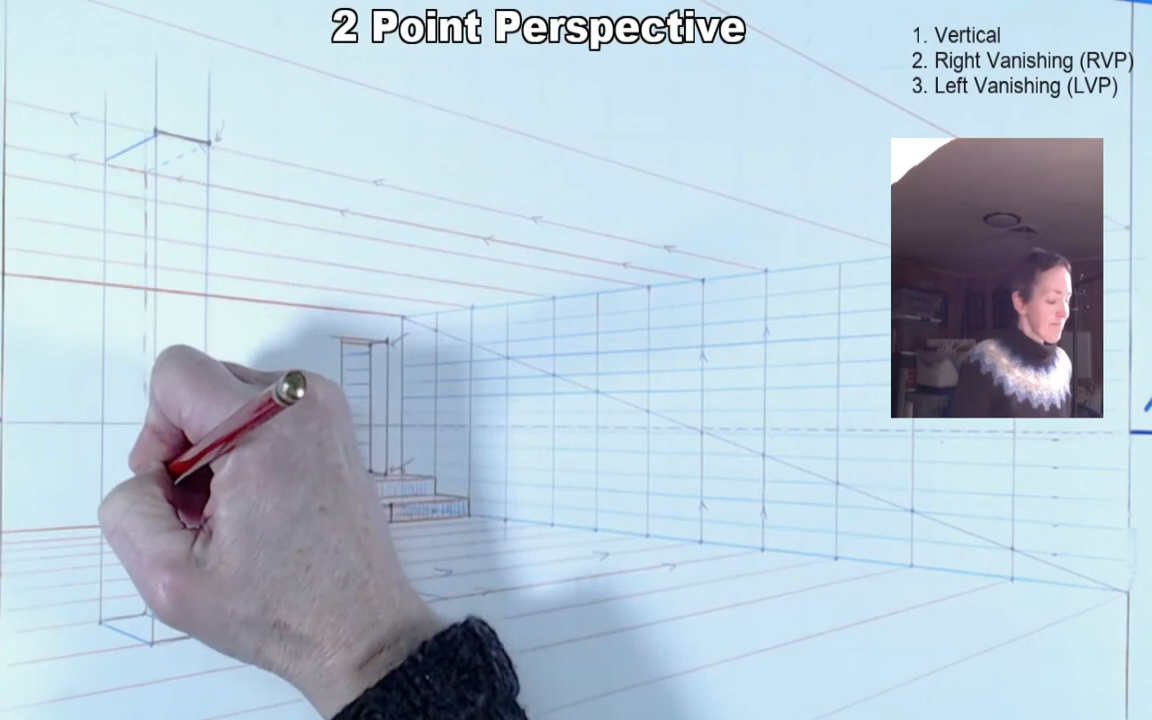 2 Point Perspective
1. Vertical
2. Right Vanishing (RVP)
3. Left Vanishing (LVP)